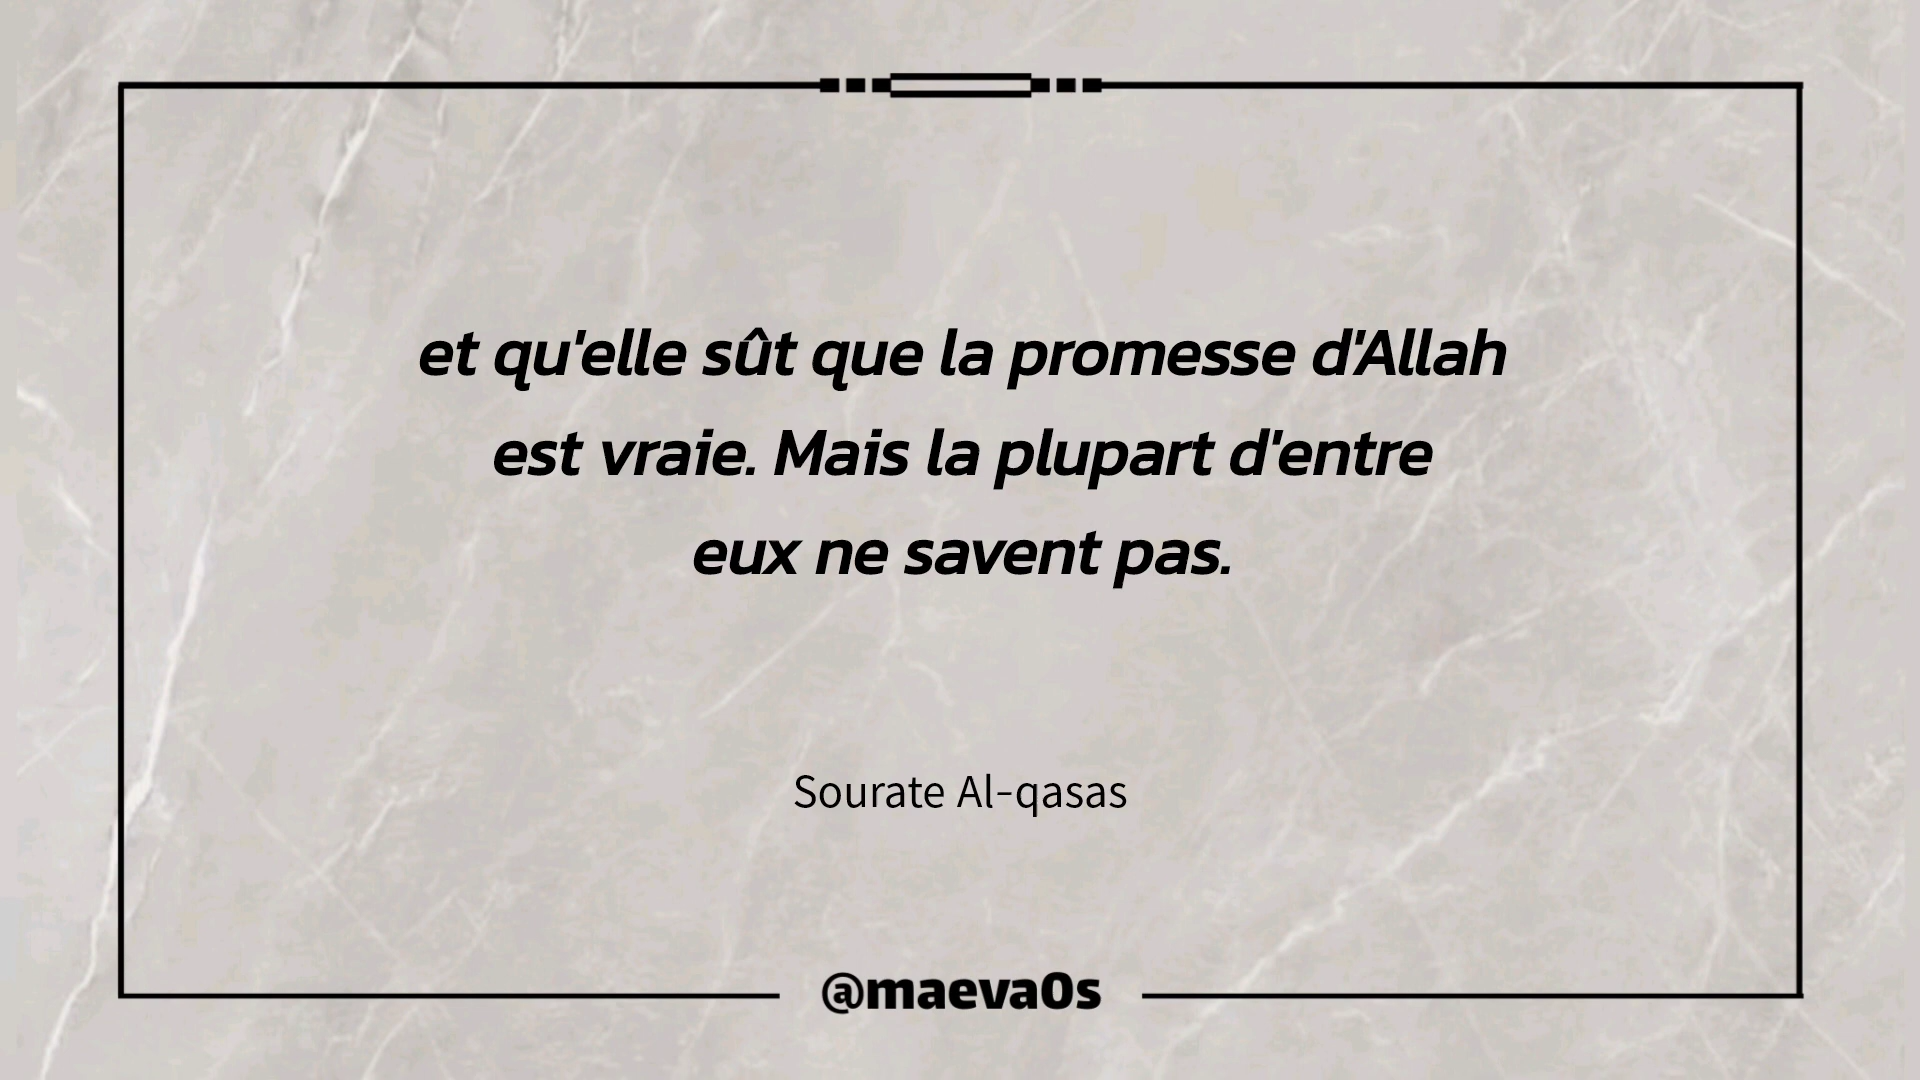 et qu'elle sût que la promesse d'Allah
est vraie. Mais la plupart d'entre
eux ne savent pas.
Sourate Al-qasas
@maeva0s